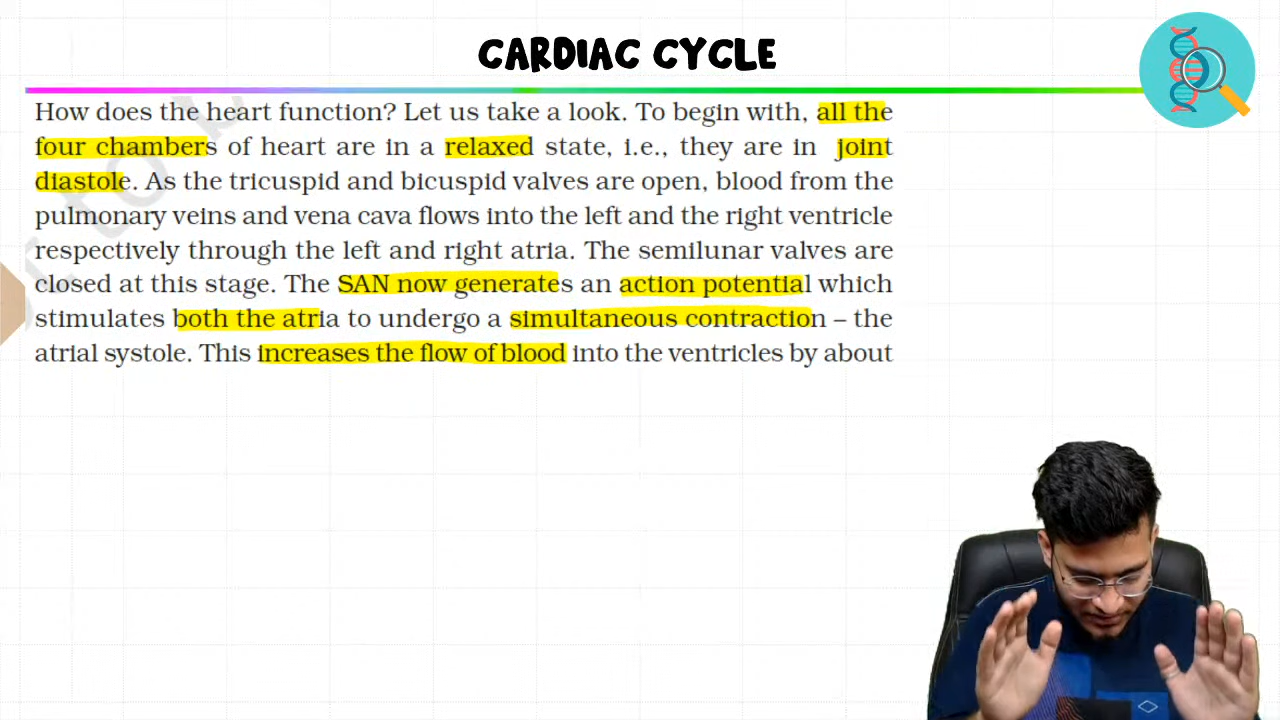 CARDIAC CYCLE
How does the heart function? Let us take a look. To begin with, all the
four chambers of heart are in a relaxed state, i.e., they are in joint
diastole. As the tricuspid and bicuspid valves are open, blood from the
pulmonary veins and vena cava flows into the left and the right ventricle
respectively through the left and right atria. The semilunar valves are
closed at this stage. The SAN now generates an action potential which
stimulates both the atria to undergo a simultaneous contraction – the
atrial systole. This increases the flow of blood into the ventricles by about